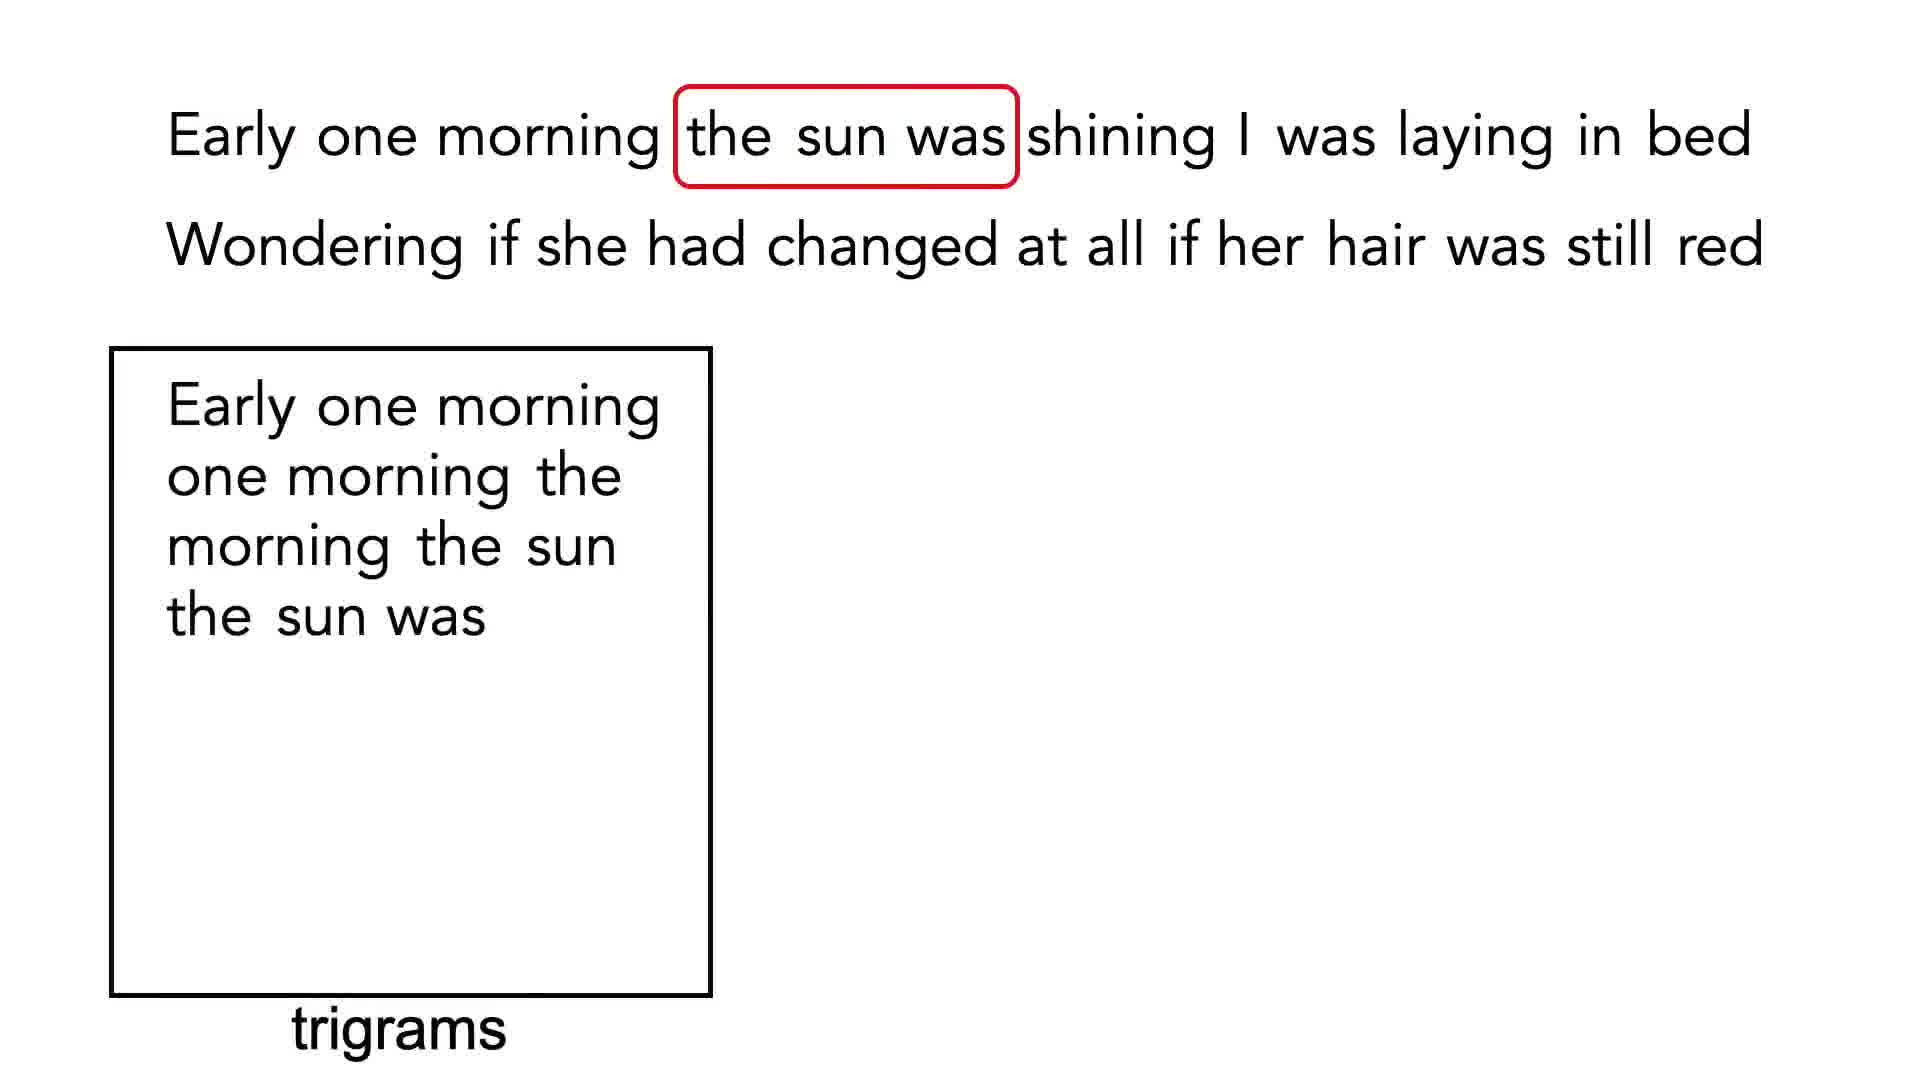 Early one morning the sun was shining I was laying in bed
Wondering if she had changed at all if her hair was still red
Early one morning
one morning the
morning the sun
the sun was
trigrams